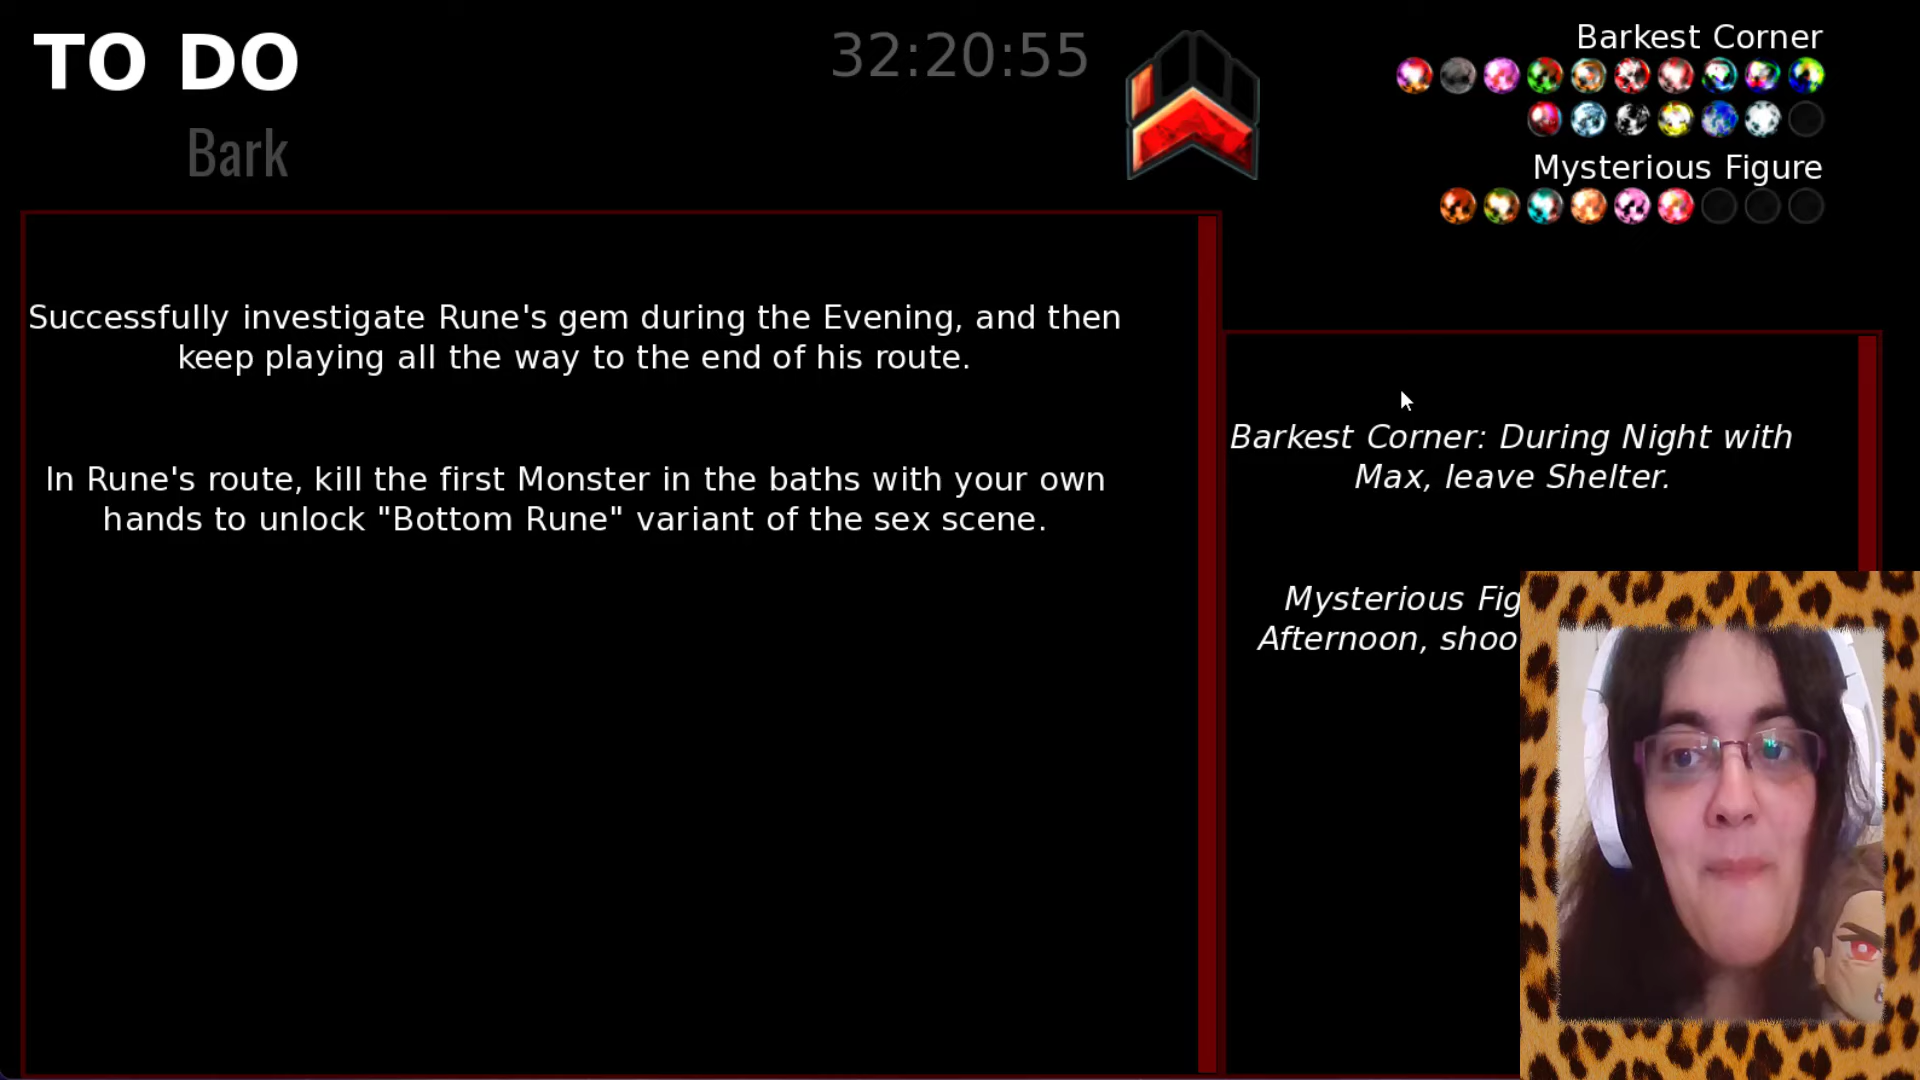 TO DO
32:20:55
Barkest Corner
Bark
Mysterious Figure
Successfully investigate Rune's gem during the Evening, and then
keep playing all the way to the end of his route.
In Rune's route, kill the first Monster in the baths with your own
hands to unlock "Bottom Rune" variant of the sex scene.
Barkest Corner: During Night with
Max, leave Shelter.
Mysterious
Afternoon,